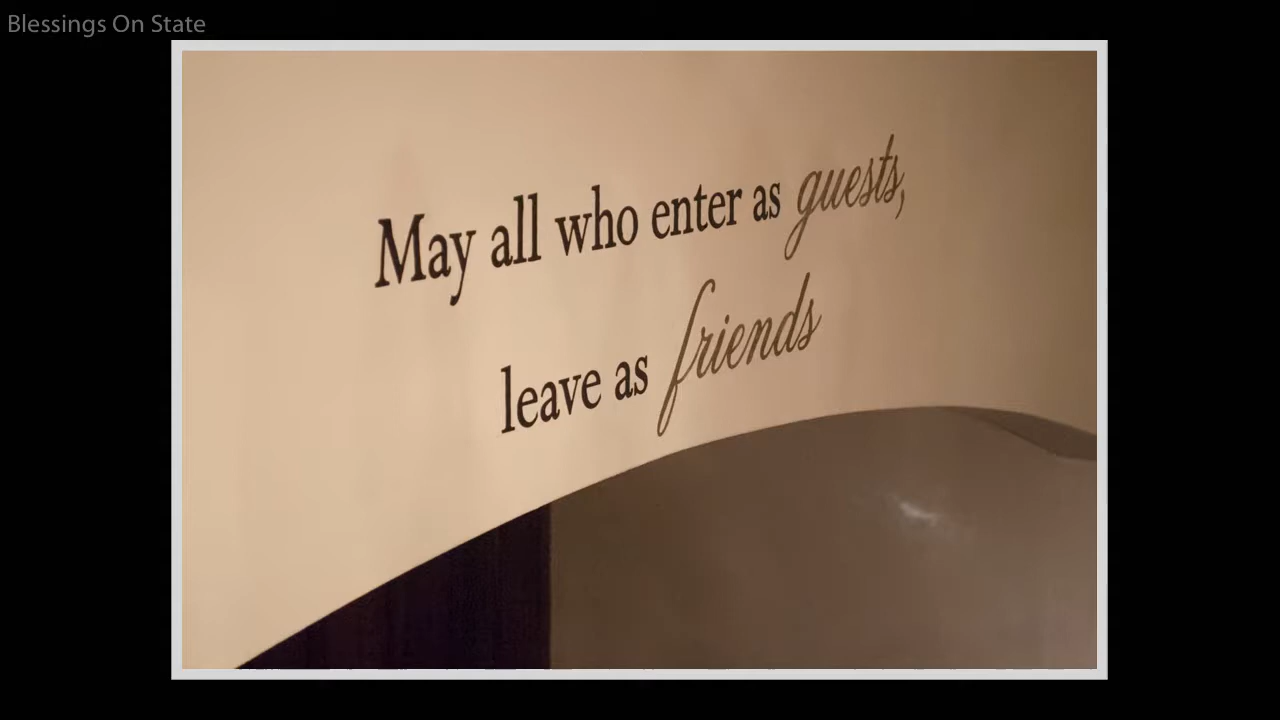 Blessings On State
May all who enter as guests,
leave as friends